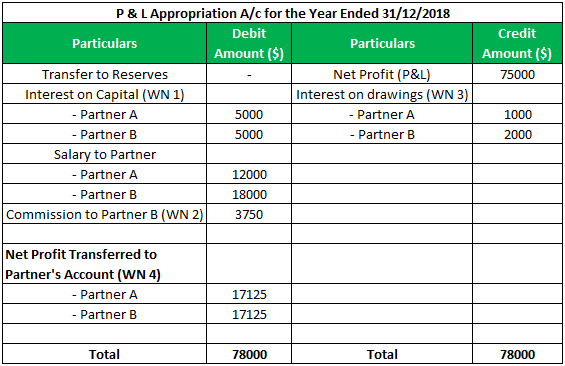 P & L Appropriation A/c for the Year Ended 31/12/2018
Particulars Debit Amount ($) Particulars Credit Amount ($)
Transfer to Reserves - Net Profit (P&L) 75000
Interest on Capital (WN 1) Interest on drawings (WN 3)
- Partner A 5000 - Partner A 1000
- Partner B 5000 - Partner B 2000
Salary to Partner
- Partner A 12000
- Partner B 18000
Commission to Partner B (WN 2) 3750
Net Profit Transferred to
Partner's Account (WN 4)
- Partner A 17125
- Partner B 17125
Total 78000 Total 78000